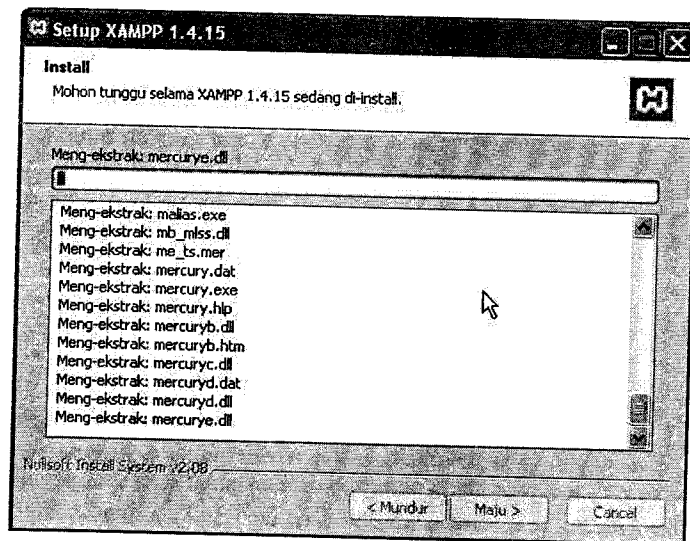 Setup XAMPP 1.4.15
Install
Mohon tunggu selama XAMPP 1.4.15 sedang di-install.
Meng-ekstrak: mercurye.dll
Meng-ekstrak: malias.exe
Meng-ekstrak: mb_mlss.dll
Meng-ekstrak: me_ts.mer
Meng-ekstrak: mercury.dat
Meng-ekstrak: mercury.exe
Meng-ekstrak: mercury.hlp
Meng-ekstrak: mercuryb.dll
Meng-ekstrak: mercuryb.htm
Meng-ekstrak: mercuryc.dll
Meng-ekstrak: mercuryd.dat
Meng-ekstrak: mercuryd.dll
Meng-ekstrak: mercurye.dll
Nullsoft Install System v2.08
< Mundur Maju > Cancel